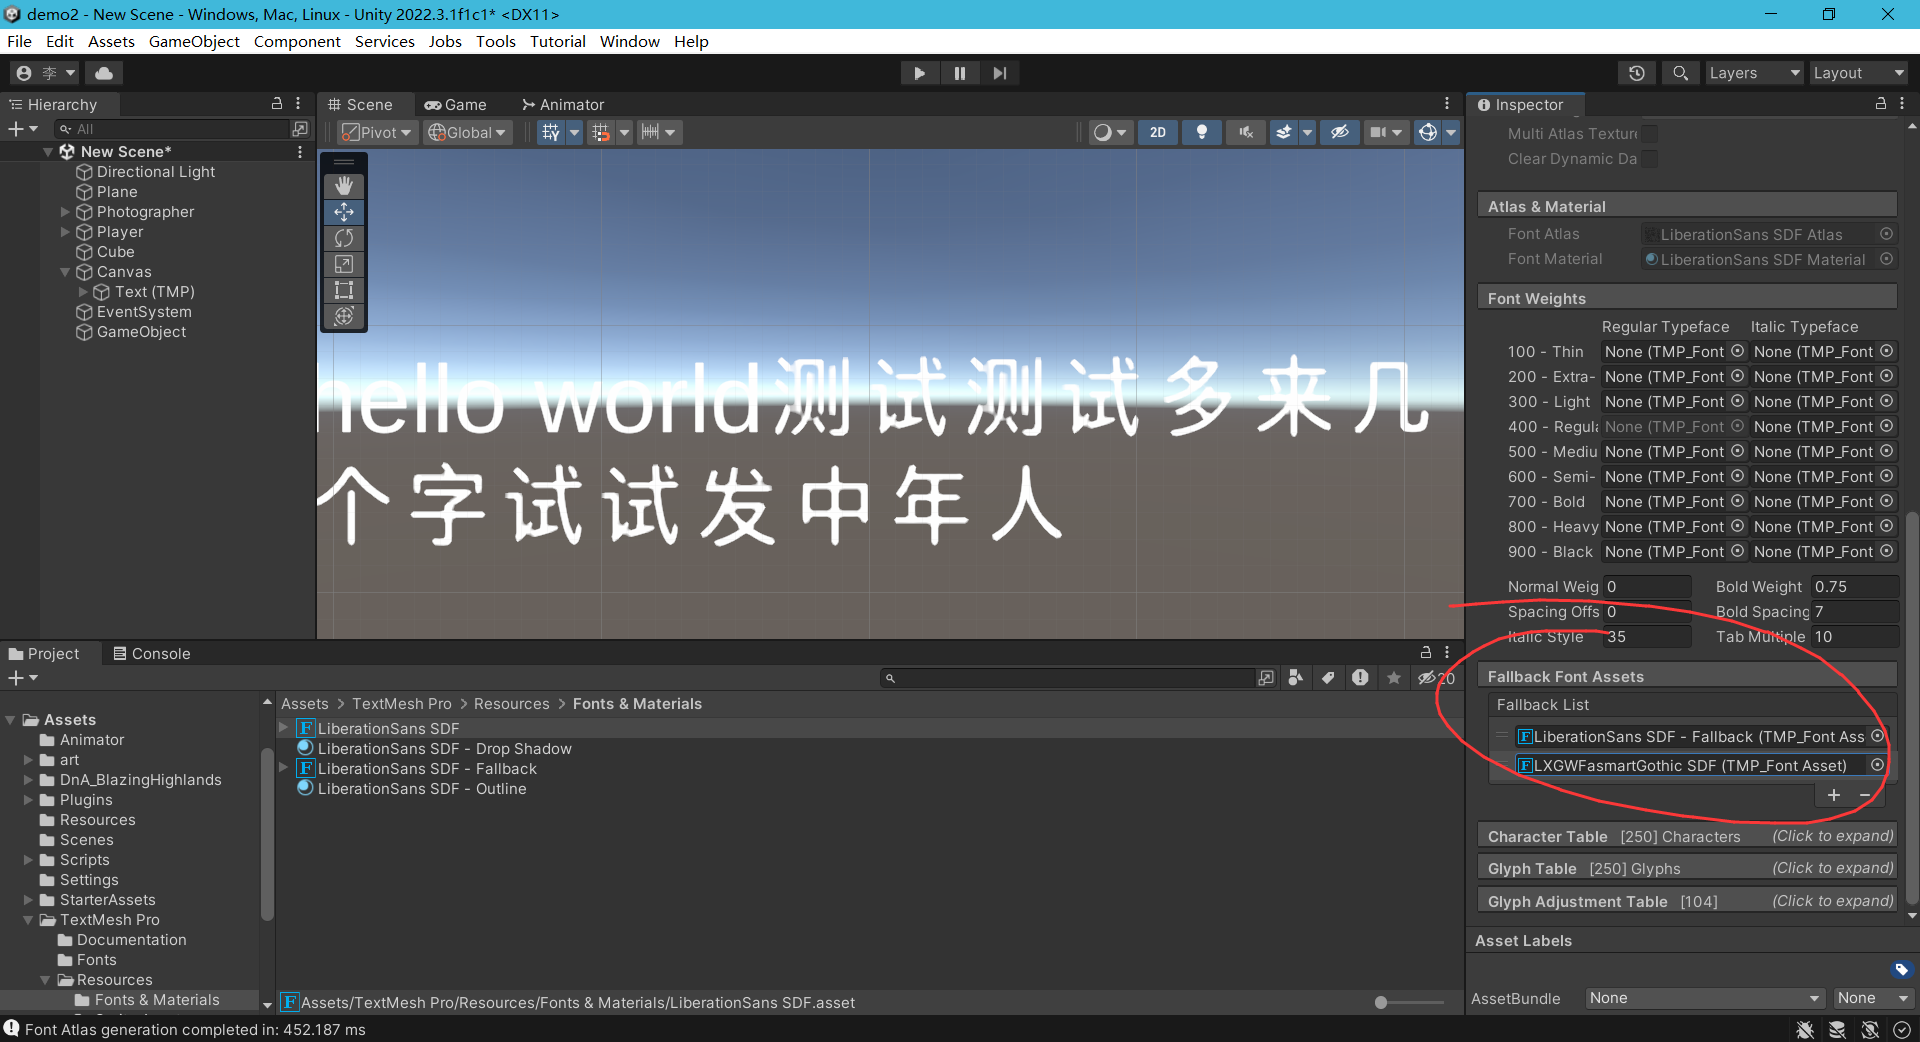 demo2 - New Scene - Windows, Mac, Linux - Unity 2022.3.1f1c1* <DX11>
File Edit Assets GameObject Component Services Jobs Tools Tutorial Window Help
李
Layers
Layout
Hierarchy
All
New Scene*
Directional Light
Plane
Photographer
Player
Cube
Canvas
Text (TMP)
EventSystem
GameObject
Scene
Game
Animator
Pivot
Global
2D
hello world测试测试多来几
个字试试发中年人
Inspector
Multi Atlas Texture
Clear Dynamic Da
Atlas & Material
Font Atlas LiberationSans SDF Atlas
Font Material LiberationSans SDF Material
Font Weights
Regular Typeface Italic Typeface
100 - Thin None (TMP_Font None (TMP_Font
200 - Extra- None (TMP_Font None (TMP_Font
300 - Light None (TMP_Font None (TMP_Font
400 - Regula None (TMP_Font None (TMP_Font
500 - Mediu None (TMP_Font None (TMP_Font
600 - Semi- None (TMP_Font None (TMP_Font
700 - Bold None (TMP_Font None (TMP_Font
800 - Heavy None (TMP_Font None (TMP_Font
900 - Black None (TMP_Font None (TMP_Font
Normal Weig 0 Bold Weight 0.75
Spacing Offs 0 Bold Spacing 7
Italic Style 35 Tab Multiple 10
Fallback Font Assets
Fallback List
LiberationSans SDF - Fallback (TMP_Font Ass
LXGWFasmartGothic SDF (TMP_Font Asset)
Character Table [250] Characters (Click to expand)
Glyph Table [250] Glyphs (Click to expand)
Glyph Adjustment Table [104] (Click to expand)
Asset Labels
AssetBundle None None
Project
Console
20
Assets
Animator
art
DnA_BlazingHighlands
Plugins
Resources
Scenes
Scripts
Settings
StarterAssets
TextMesh Pro
Documentation
Fonts
Resources
Fonts & Materials
Assets > TextMesh Pro > Resources > Fonts & Materials
LiberationSans SDF
LiberationSans SDF - Drop Shadow
LiberationSans SDF - Fallback
LiberationSans SDF - Outline
Assets/TextMesh Pro/Resources/Fonts & Materials/LiberationSans SDF.asset
Font Atlas generation completed in: 452.187 ms